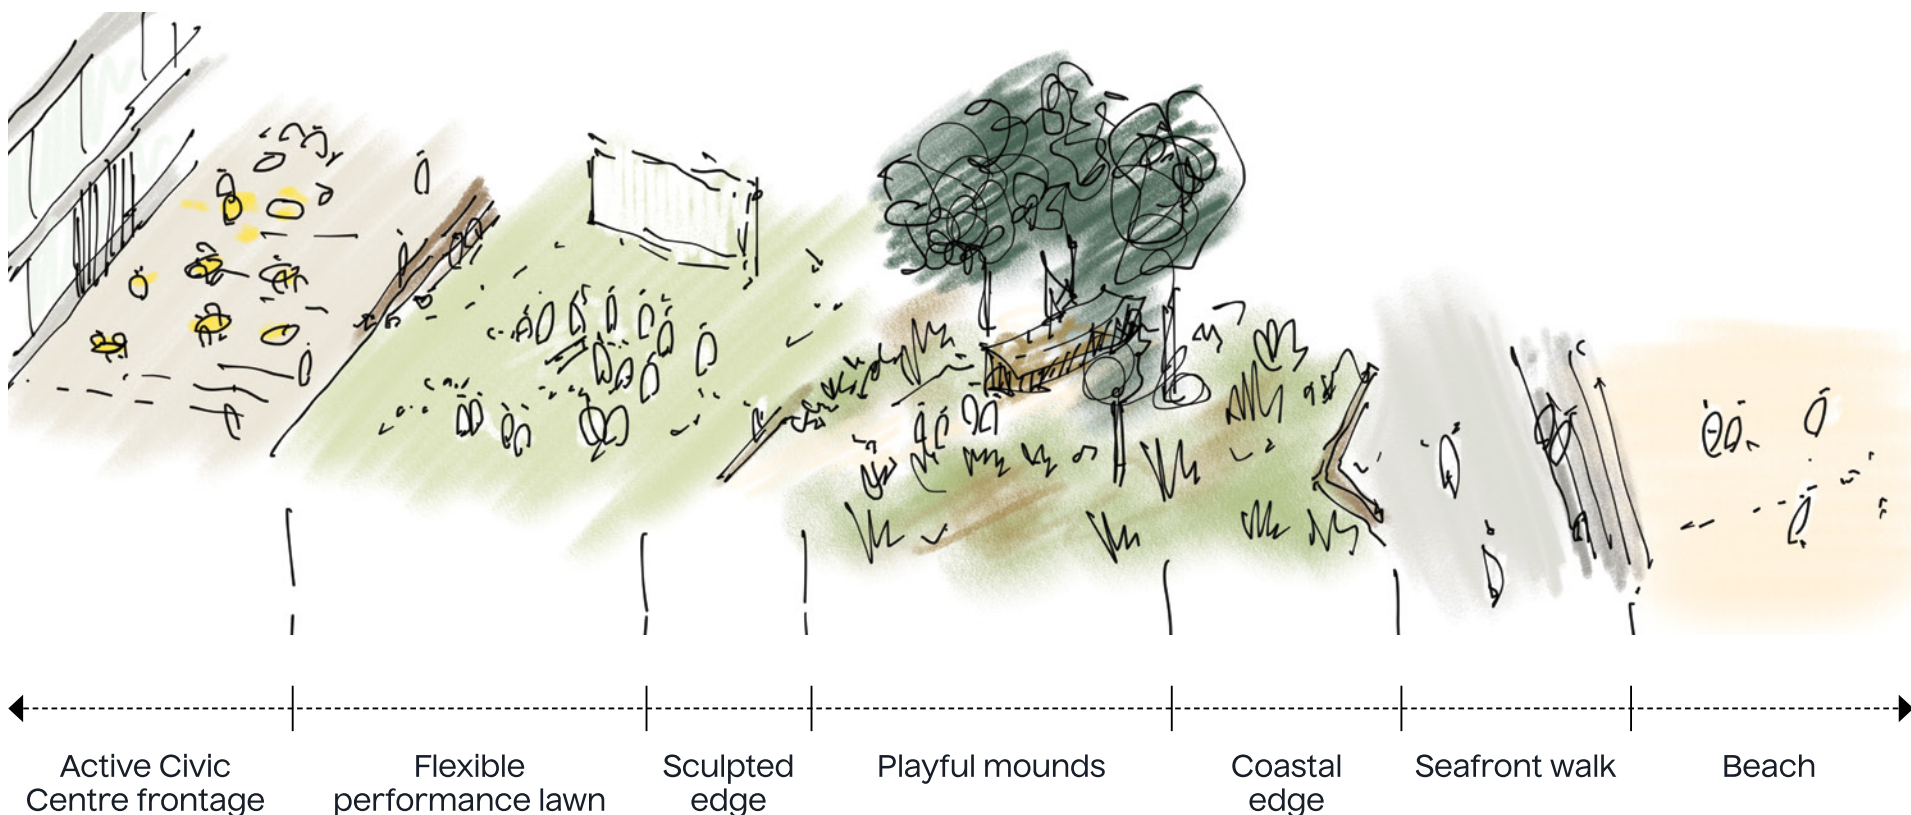 Active Civic
Centre frontage
Flexible
performance lawn
Sculpted
edge
Playful mounds
Coastal
edge
Seafront walk
Beach